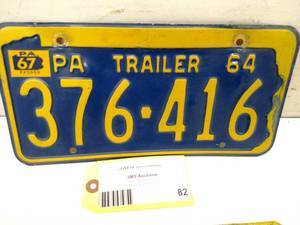 PA
67
PA TRAILER 64
376·416
JMS Auctions
82